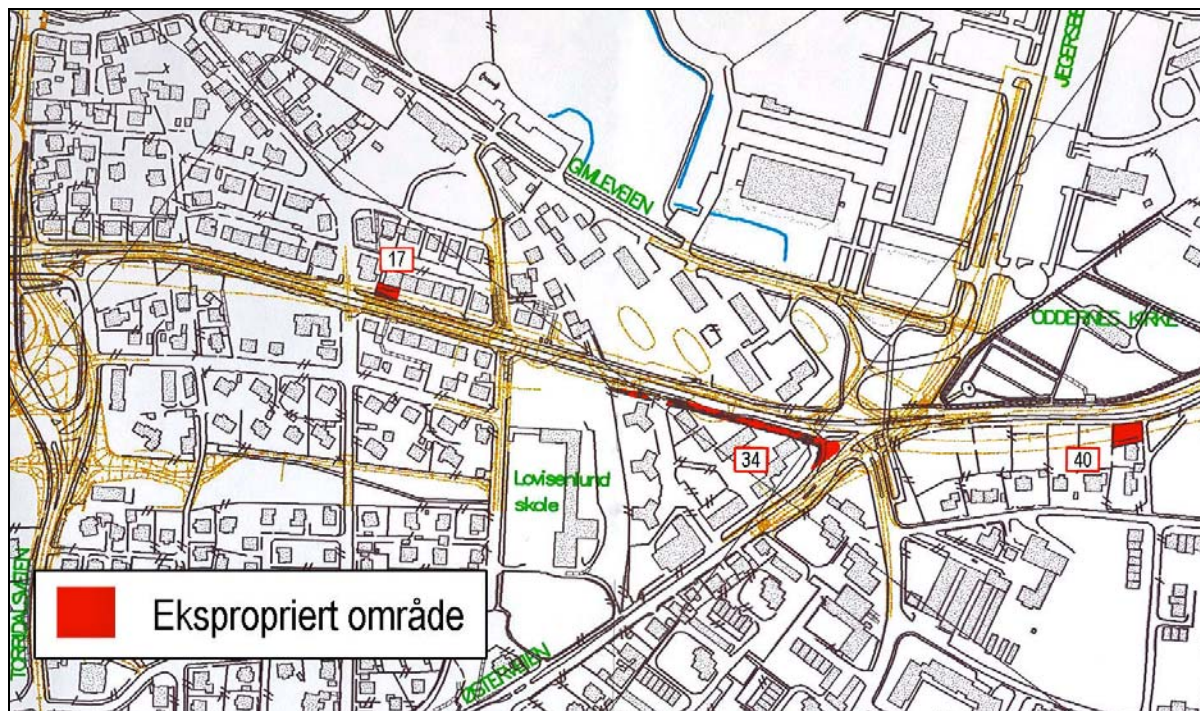 JEGERSBE
GIMLEVEIEN
17
ODDERNES KIRKE
34
40
Lovisenlund
skole
TORRIDALSVEIEN
Ekspropriert område
ØSTERVEIEN